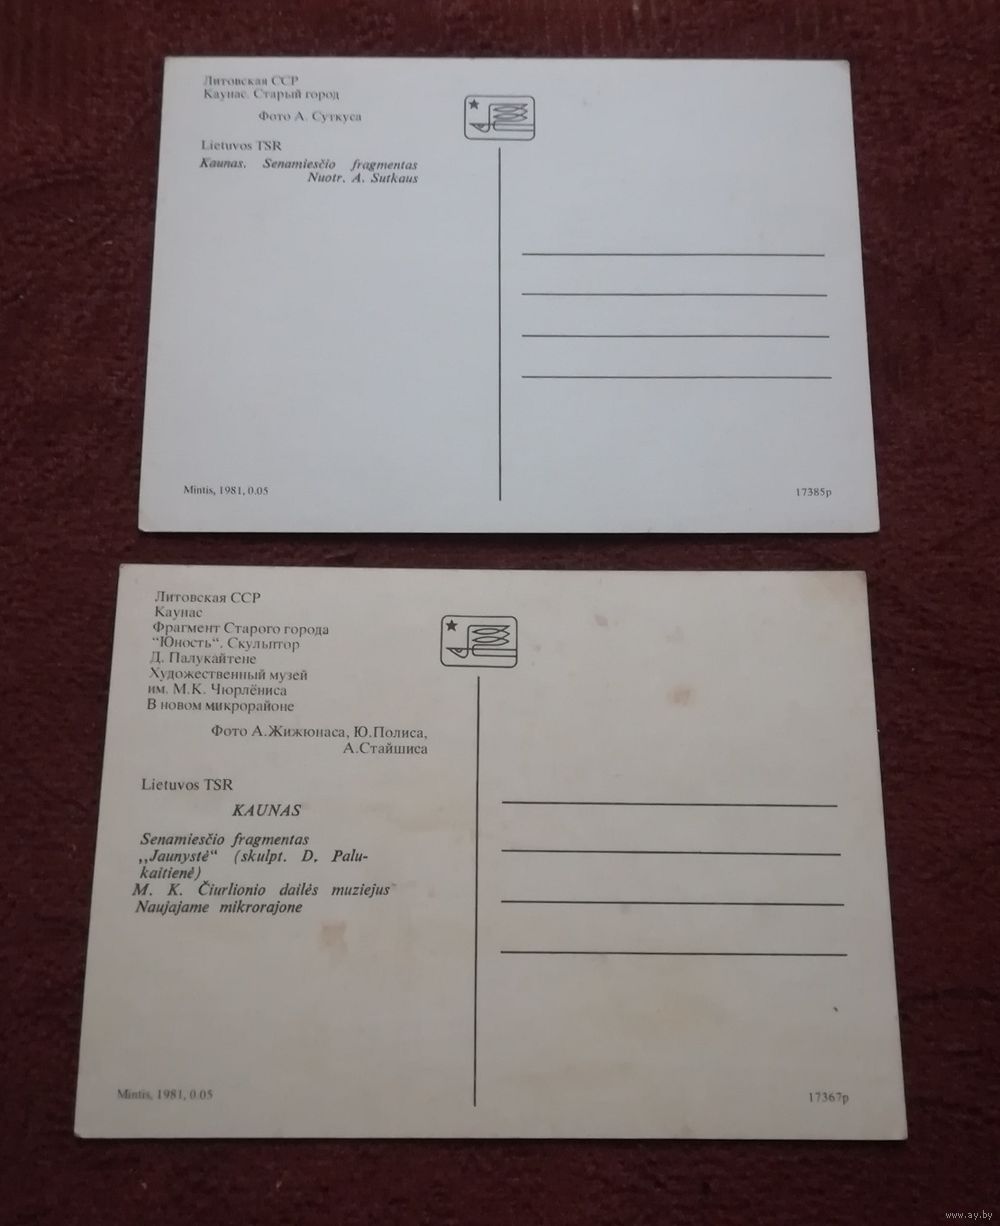 Литовская ССР
Каунас. Старый город
Фото А. Суткуса
Lietuvos TSR
Kaunas. Senamiesčio fragmentas
Nuotr. A. Sutkaus
Mintis, 1981, 0.05
17385р
Литовская ССР
Каунас
Фрагмент Старого города
“Юность“. Скульптор
Д. Палукайтене
Художественный музей
им. М.К. Чюрлёниса
В новом микрорайоне
Фото А.Жижюнаса, Ю.Полиса,
А.Стайшиса
Lietuvos TSR
KAUNAS
Senamiesčio fragmentas
,,Jaunystė“ (skulpt. D. Palu-
kaitienė)
M. K. Čiurlionio dailės muziejus
Naujajame mikrorajone
Mintis, 1981, 0.05
17367р
www.ay.by